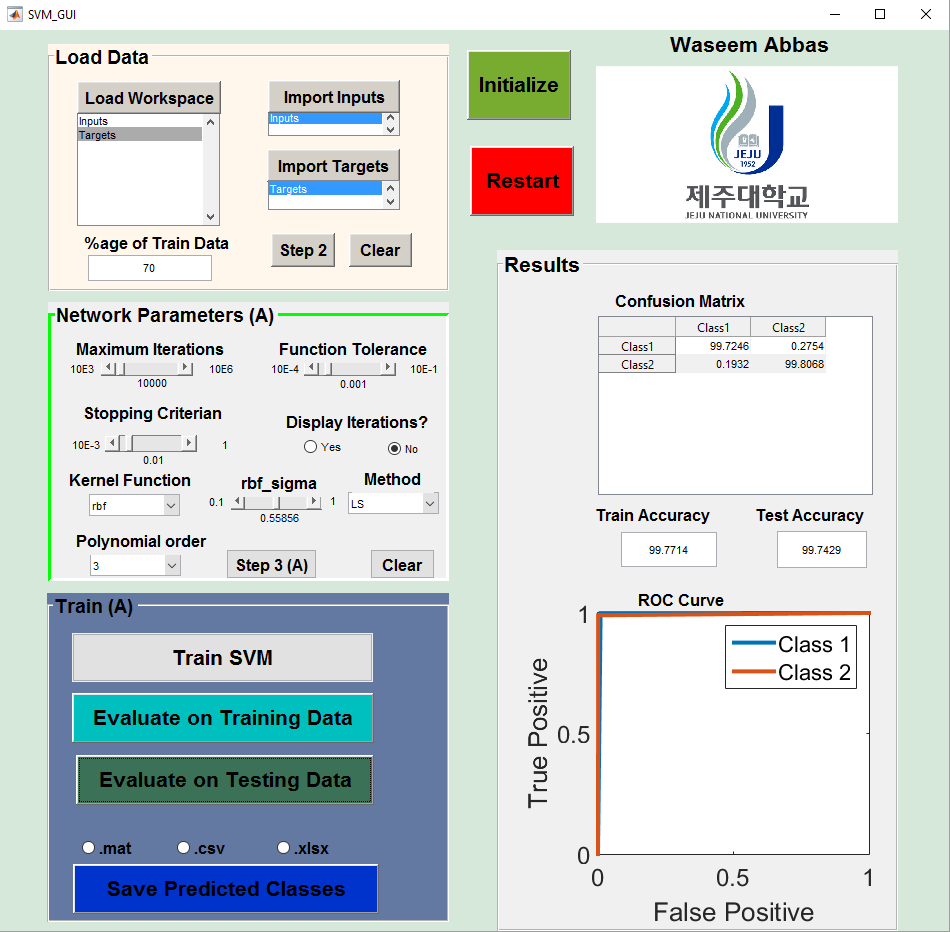 SVM_GUI
Load Data
Load Workspace
Inputs
Targets
Import Inputs
Inputs
Import Targets
Targets
%age of Train Data
70
Step 2
Clear
Initialize
Restart
Waseem Abbas
JEJU
1952
제주대학교
JEJU NATIONAL UNIVERSITY
Network Parameters (A)
Maximum Iterations
10E3
10E6
10000
Function Tolerance
10E-4
10E-1
0.001
Stopping Criterian
10E-3
1
0.01
Display Iterations?
Yes
No
Kernel Function
rbf
rbf_sigma
0.1
1
0.55856
Method
LS
Polynomial order
3
Step 3 (A)
Clear
Train (A)
Train SVM
Evaluate on Training Data
Evaluate on Testing Data
.mat
.csv
.xlsx
Save Predicted Classes
Results
Confusion Matrix
Class1 Class2
Class1 99.7246 0.2754
Class2 0.1932 99.8068
Train Accuracy
99.7714
Test Accuracy
99.7429
ROC Curve
Class 1
Class 2
True Positive
1
0.5
0
0 0.5 1
False Positive